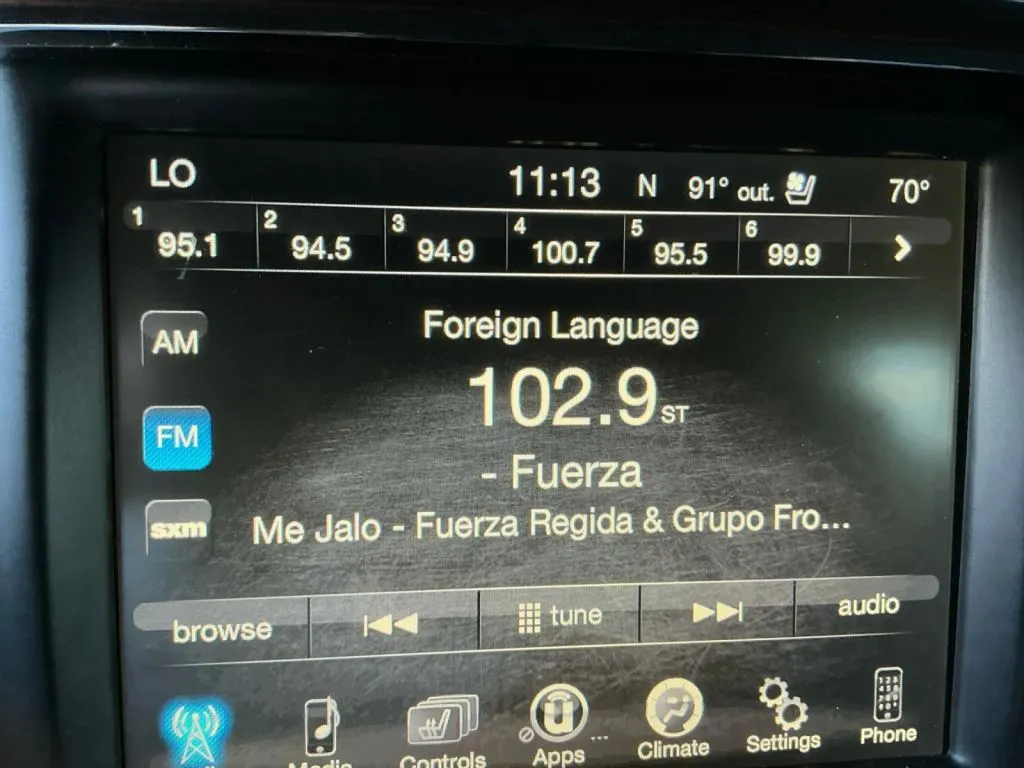 LO 11:13 N 91° out. 70°
1 95.1 2 94.5 3 94.9 4 100.7 5 95.5 6 99.9
AM
Foreign Language
102.9 ST
FM
- Fuerza
sxm
Me Jalo - Fuerza Regida & Grupo Fro...
browse tune audio
Media Controls Apps ... Climate Settings Phone